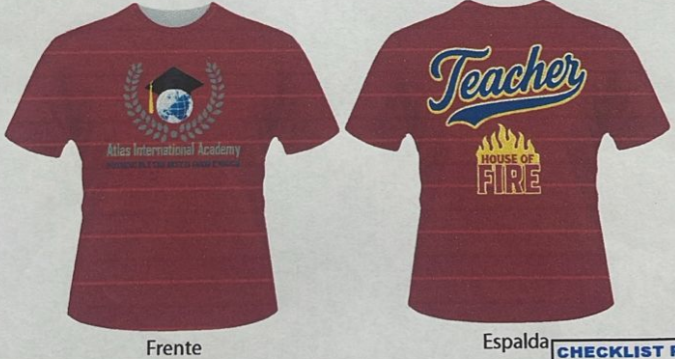 Atlas International Academy
Teacher
HOUSE OF
FIRE
Frente
Espalda
CHECKLIST